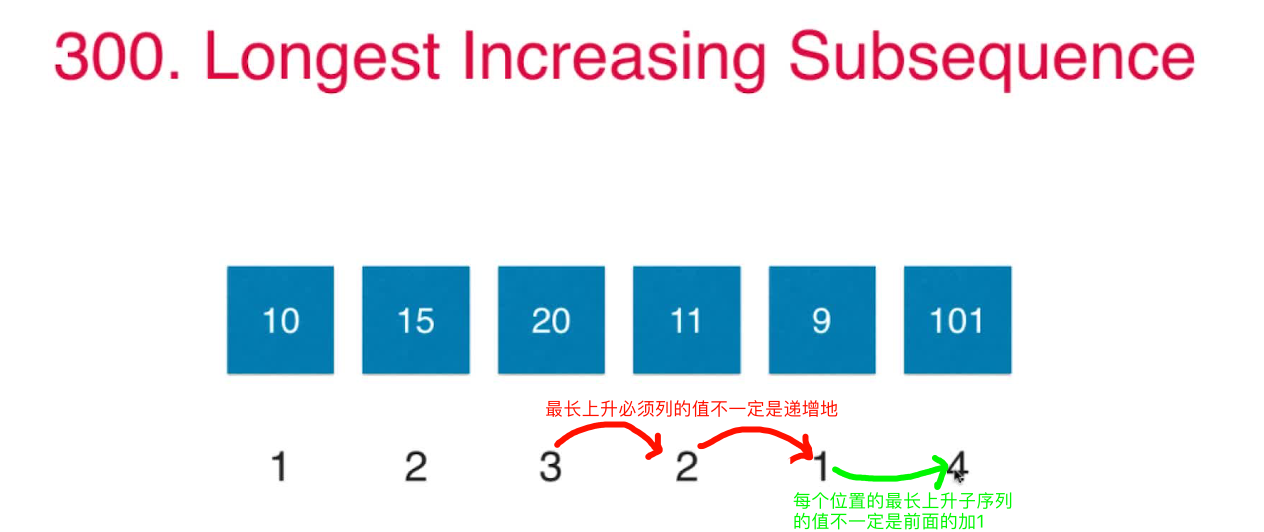 300. Longest Increasing Subsequence
10 15 20 11 9 101
最长上升必须列的值不一定是递增地
1 2 3 2 1 4
每个位置的最长上升子序列
的值不一定是前面的加1